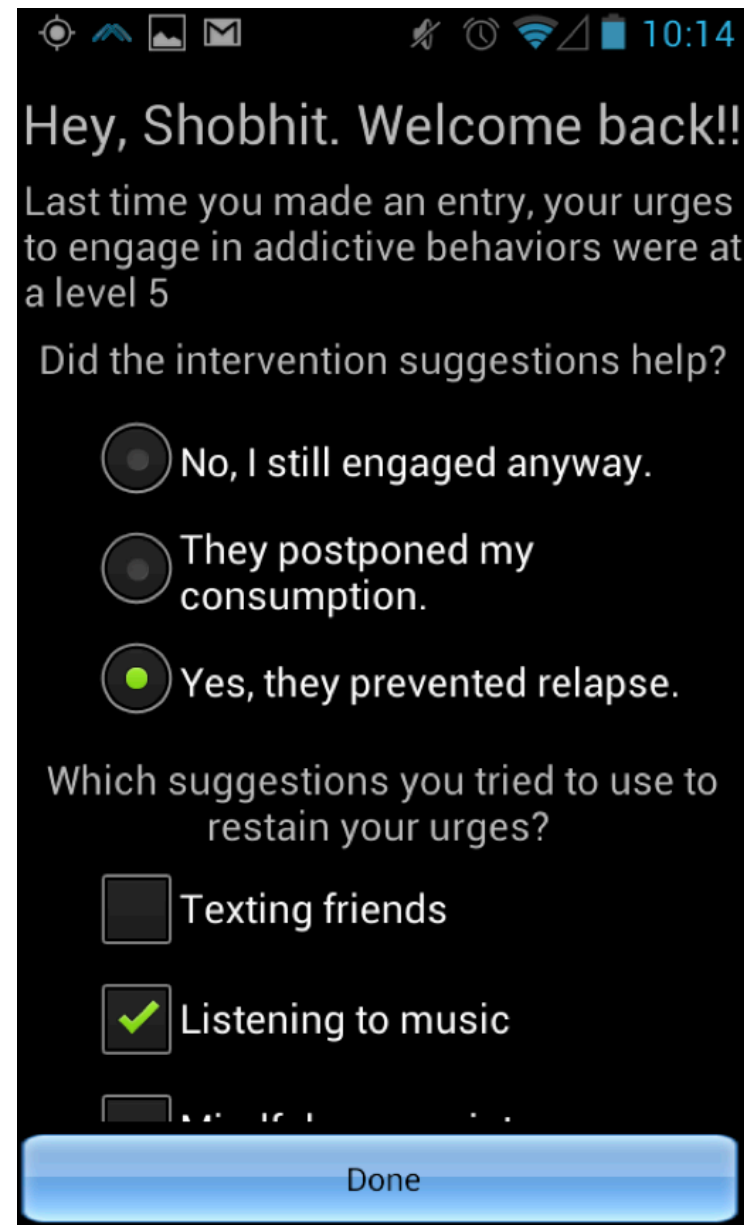 10:14
Hey, Shobhit. Welcome back!!
Last time you made an entry, your urges
to engage in addictive behaviors were at
a level 5
Did the intervention suggestions help?
No, I still engaged anyway.
They postponed my
consumption.
Yes, they prevented relapse.
Which suggestions you tried to use to
restain your urges?
Texting friends
Listening to music
Done